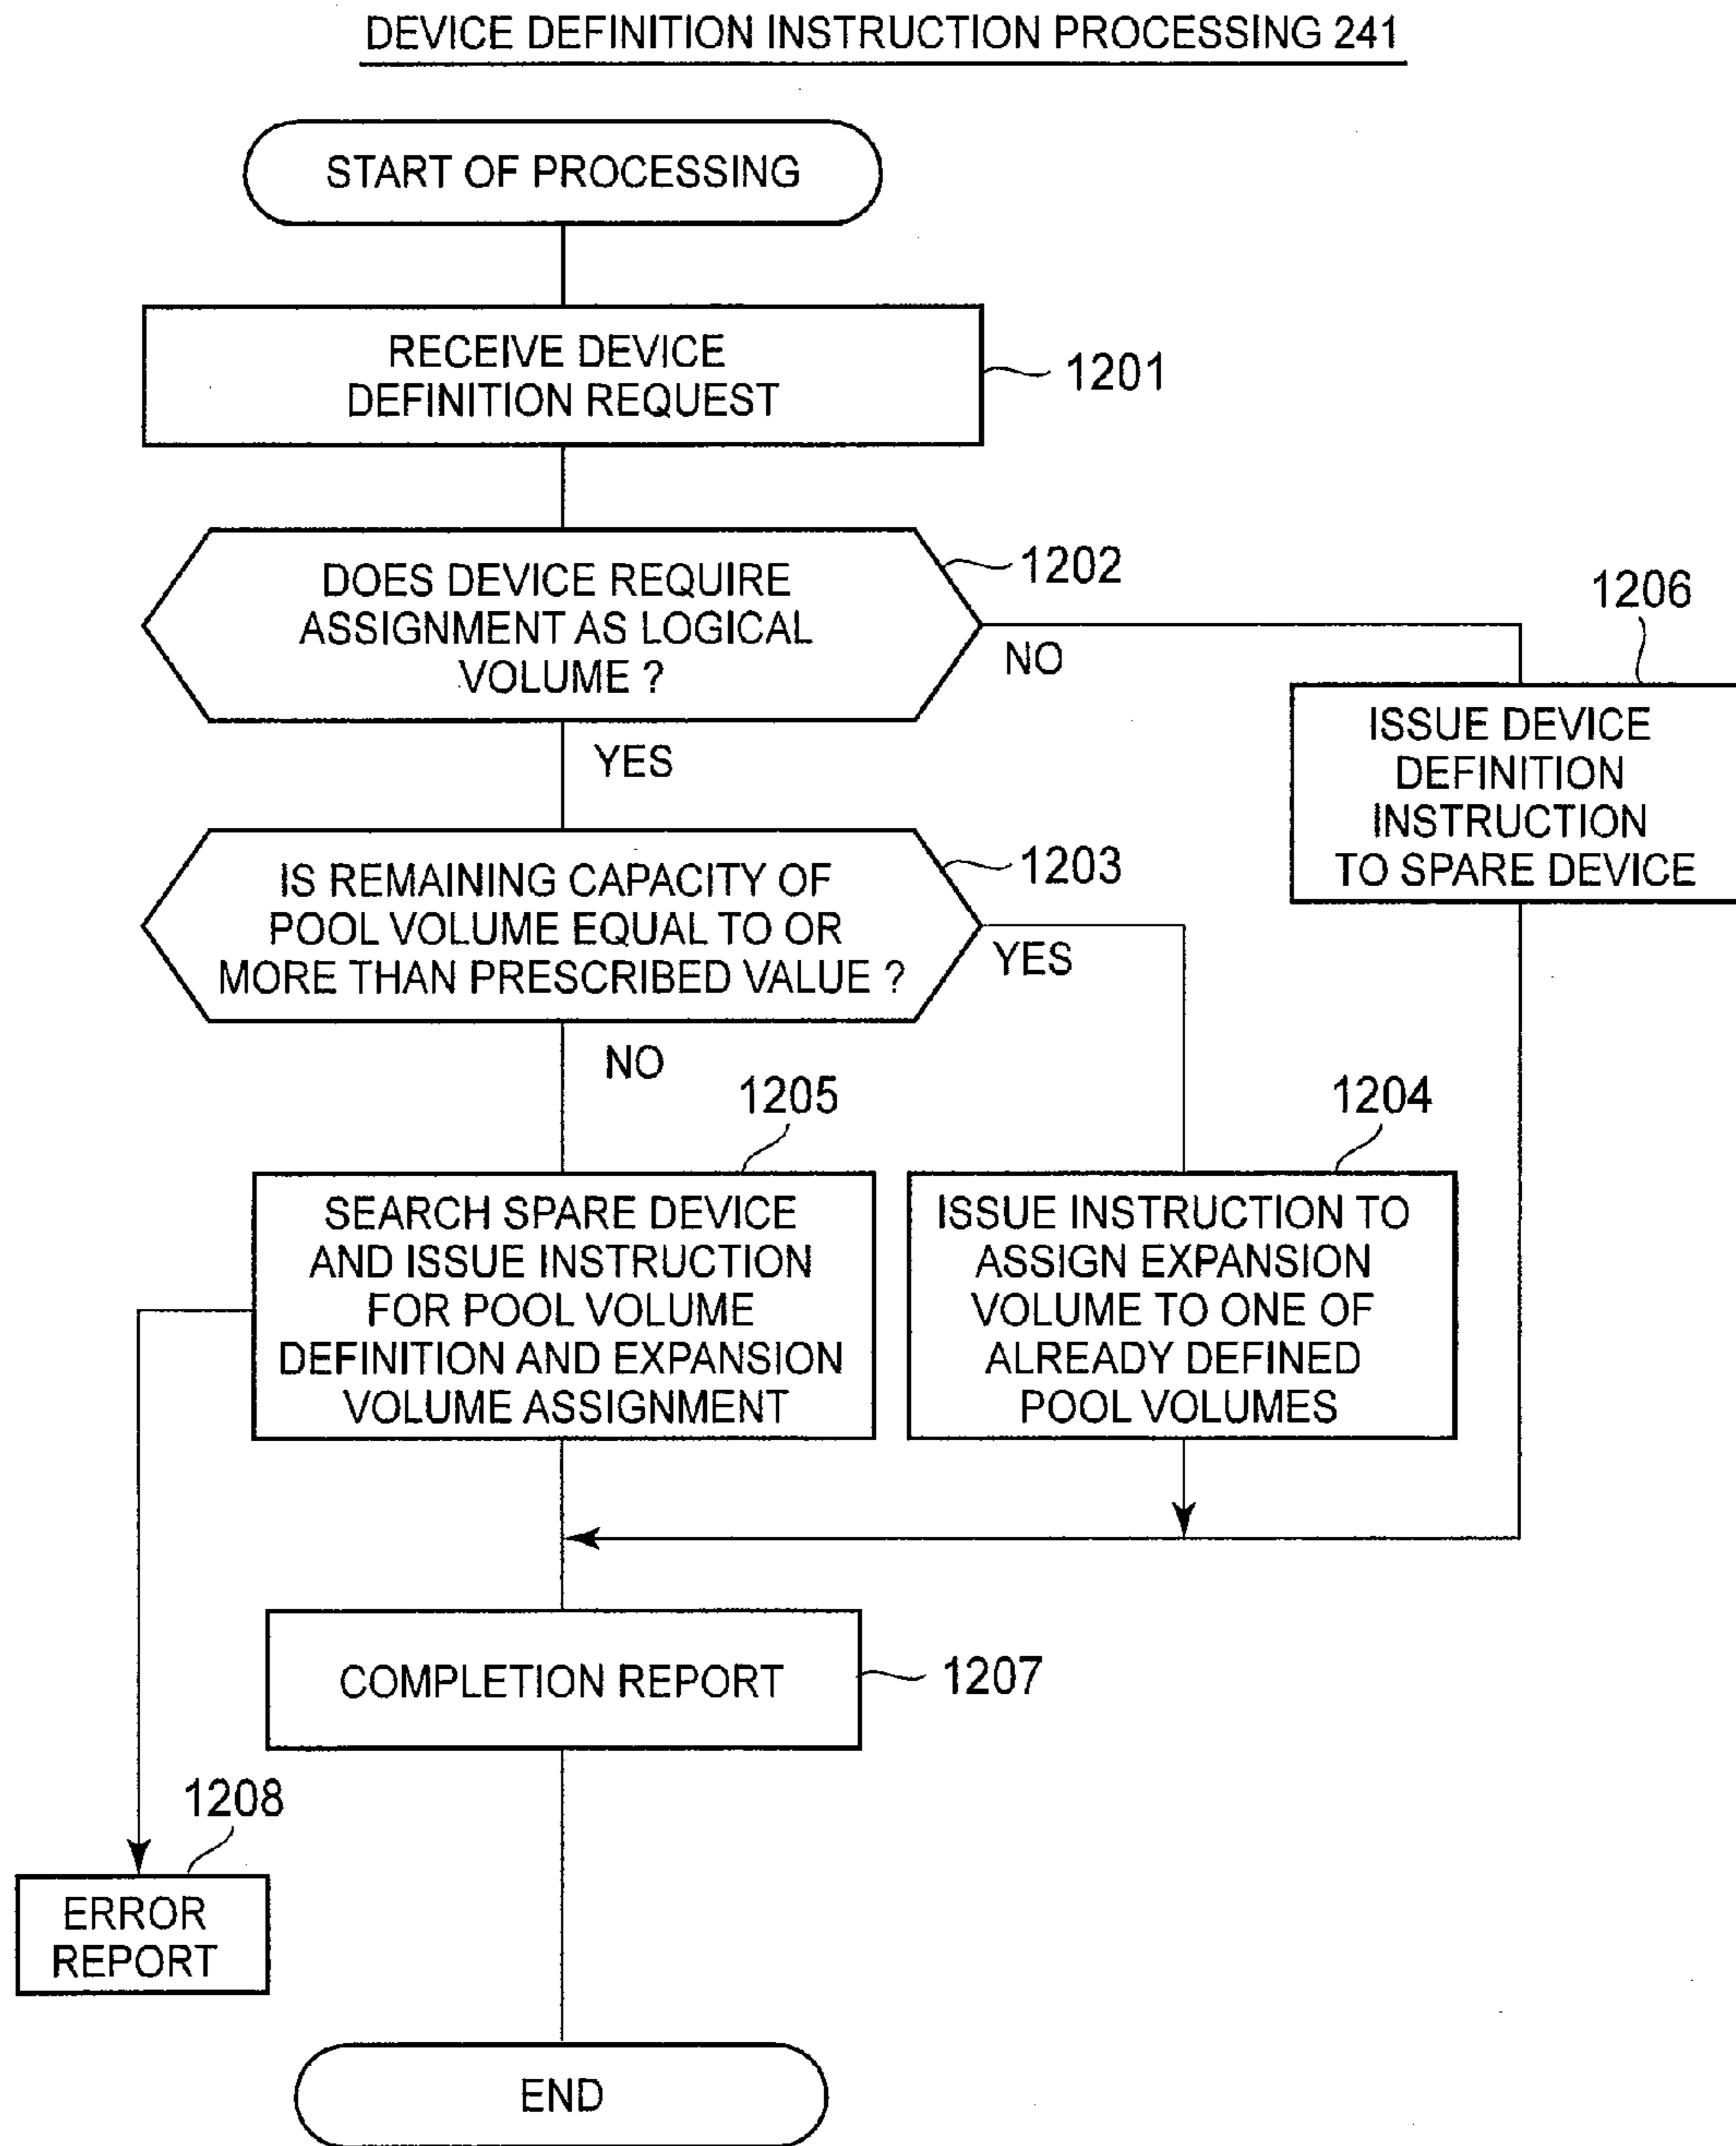 DEVICE DEFINITION INSTRUCTION PROCESSING 241
START OF PROCESSING
RECEIVE DEVICE
DEFINITION REQUEST
1201
DOES DEVICE REQUIRE
ASSIGNMENT AS LOGICAL
VOLUME ?
1202
NO
YES
1206
ISSUE DEVICE
DEFINITION
INSTRUCTION
TO SPARE DEVICE
IS REMAINING CAPACITY OF
POOL VOLUME EQUAL TO OR
MORE THAN PRESCRIBED VALUE ?
1203
YES
NO
1205
SEARCH SPARE DEVICE
AND ISSUE INSTRUCTION
FOR POOL VOLUME
DEFINITION AND EXPANSION
VOLUME ASSIGNMENT
1204
ISSUE INSTRUCTION TO
ASSIGN EXPANSION
VOLUME TO ONE OF
ALREADY DEFINED
POOL VOLUMES
COMPLETION REPORT
1207
1208
ERROR
REPORT
END